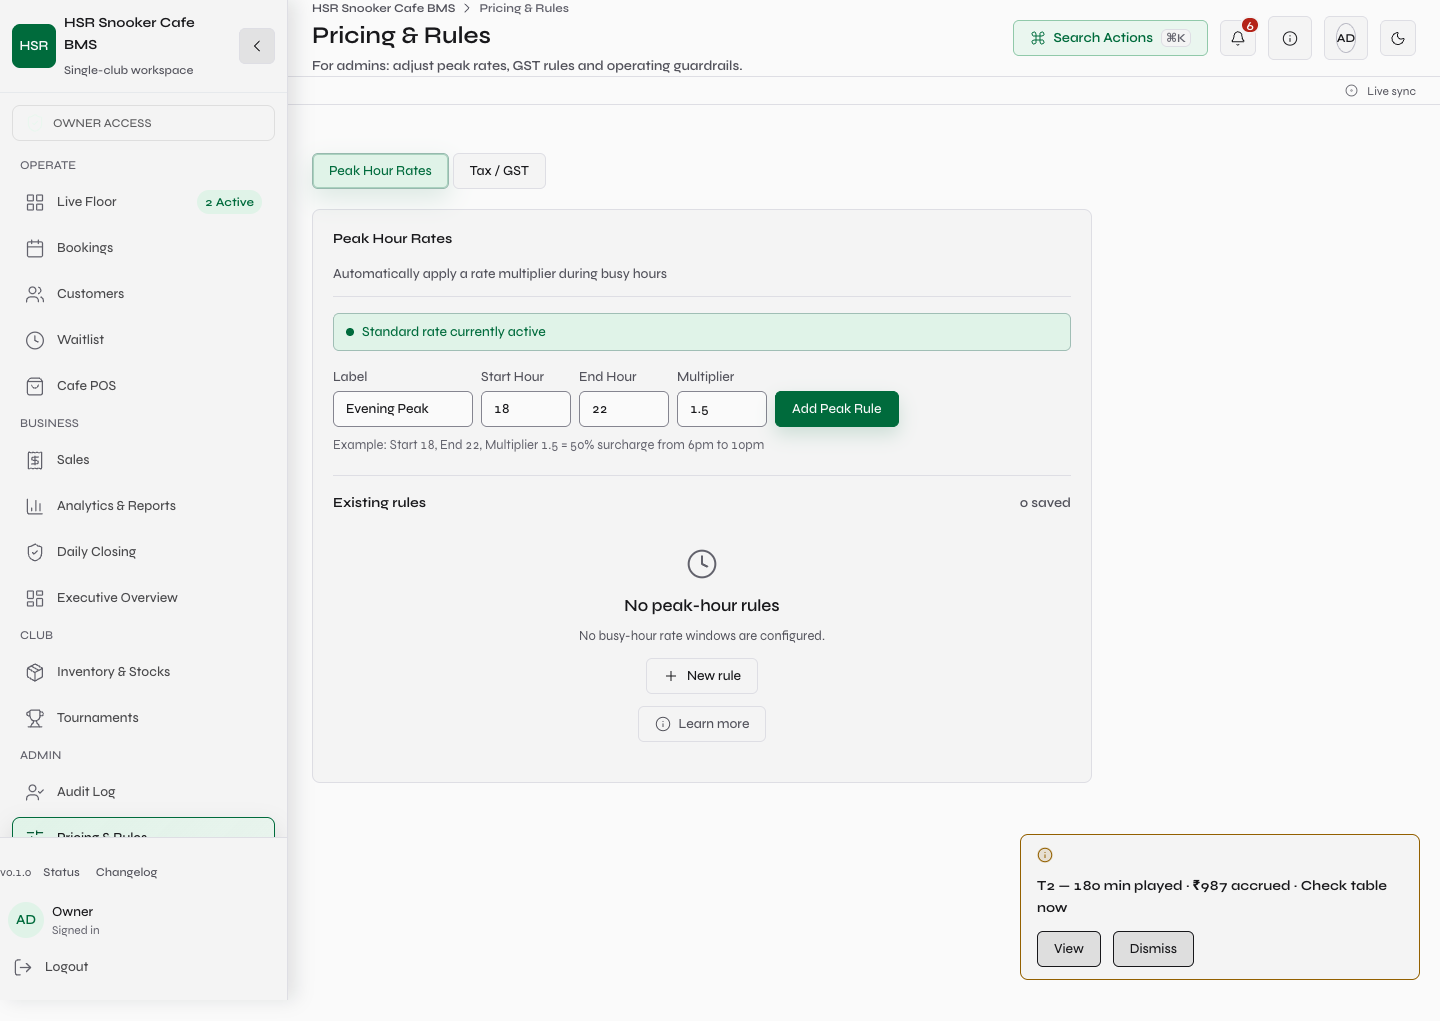 HSR
HSR Snooker Cafe
BMS
Single-club workspace
OWNER ACCESS
OPERATE
Live Floor
2 Active
Bookings
Customers
Waitlist
Cafe POS
BUSINESS
Sales
Analytics & Reports
Daily Closing
Executive Overview
CLUB
Inventory & Stocks
Tournaments
ADMIN
Audit Log
Pricing & Rules
v0.1.0 Status Changelog
AD
Owner
Signed in
Logout
HSR Snooker Cafe BMS > Pricing & Rules
Pricing & Rules
For admins: adjust peak rates, GST rules and operating guardrails.
Search Actions ⌘K
6
AD
Live sync
Peak Hour Rates
Tax / GST
Peak Hour Rates
Automatically apply a rate multiplier during busy hours
Standard rate currently active
Label Start Hour End Hour Multiplier
Evening Peak 18 22 1.5 Add Peak Rule
Example: Start 18, End 22, Multiplier 1.5 = 50% surcharge from 6pm to 10pm
Existing rules 0 saved
No peak-hour rules
No busy-hour rate windows are configured.
New rule
Learn more
T2 — 180 min played · ₹987 accrued · Check table
now
View Dismiss